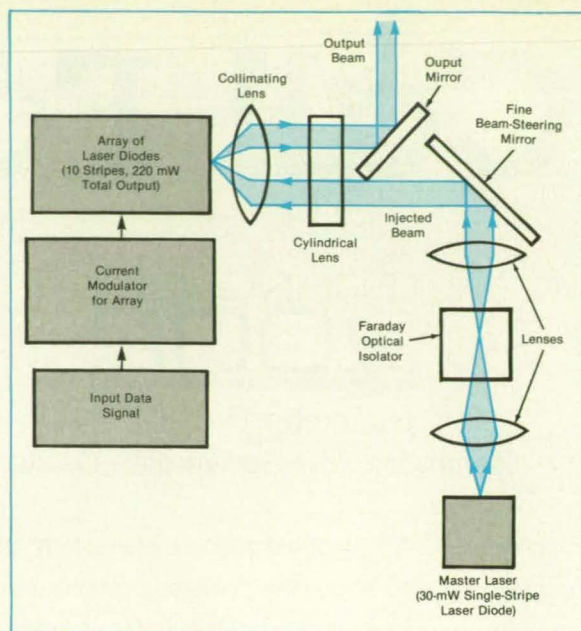 Output
Beam
Ouput
Mirror
Collimating
Lens
Fine
Beam-Steering
Mirror
Array of
Laser Diodes
(10 Stripes, 220 mW
Total Output)
Injected
Beam
Cylindrical
Lens
Current
Modulator
for Array
Faraday
Optical
Isolator
Lenses
Input Data
Signal
Master Laser
(30-mW Single-Stripe
Laser Diode)